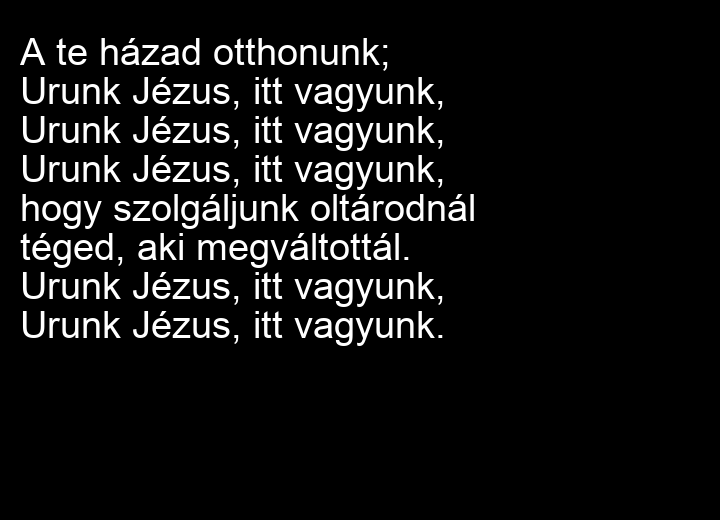 A te házad otthonunk;
Urunk Jézus, itt vagyunk,
Urunk Jézus, itt vagyunk,
Urunk Jézus, itt vagyunk,
hogy szolgáljunk oltárodnál
téged, aki megváltottál.
Urunk Jézus, itt vagyunk,
Urunk Jézus, itt vagyunk.